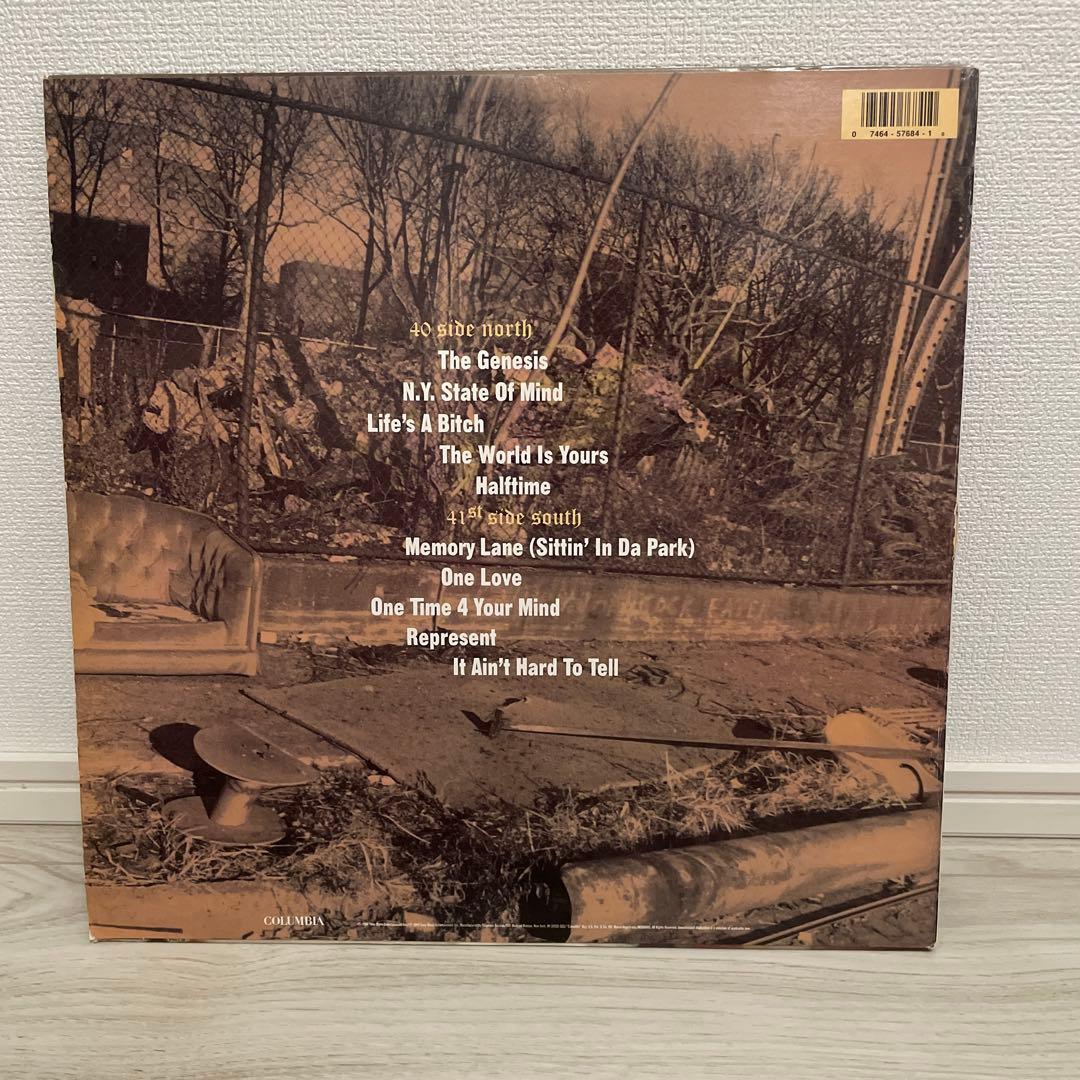 0 7464-57684-1 8
40 side north
The Genesis
N.Y. State Of Mind
Life's A Bitch
The World Is Yours
Halftime
41st side south
Memory Lane (Sittin' In Da Park)
One Love
One Time 4 Your Mind
Represent
It Ain't Hard To Tell
COLUMBIA